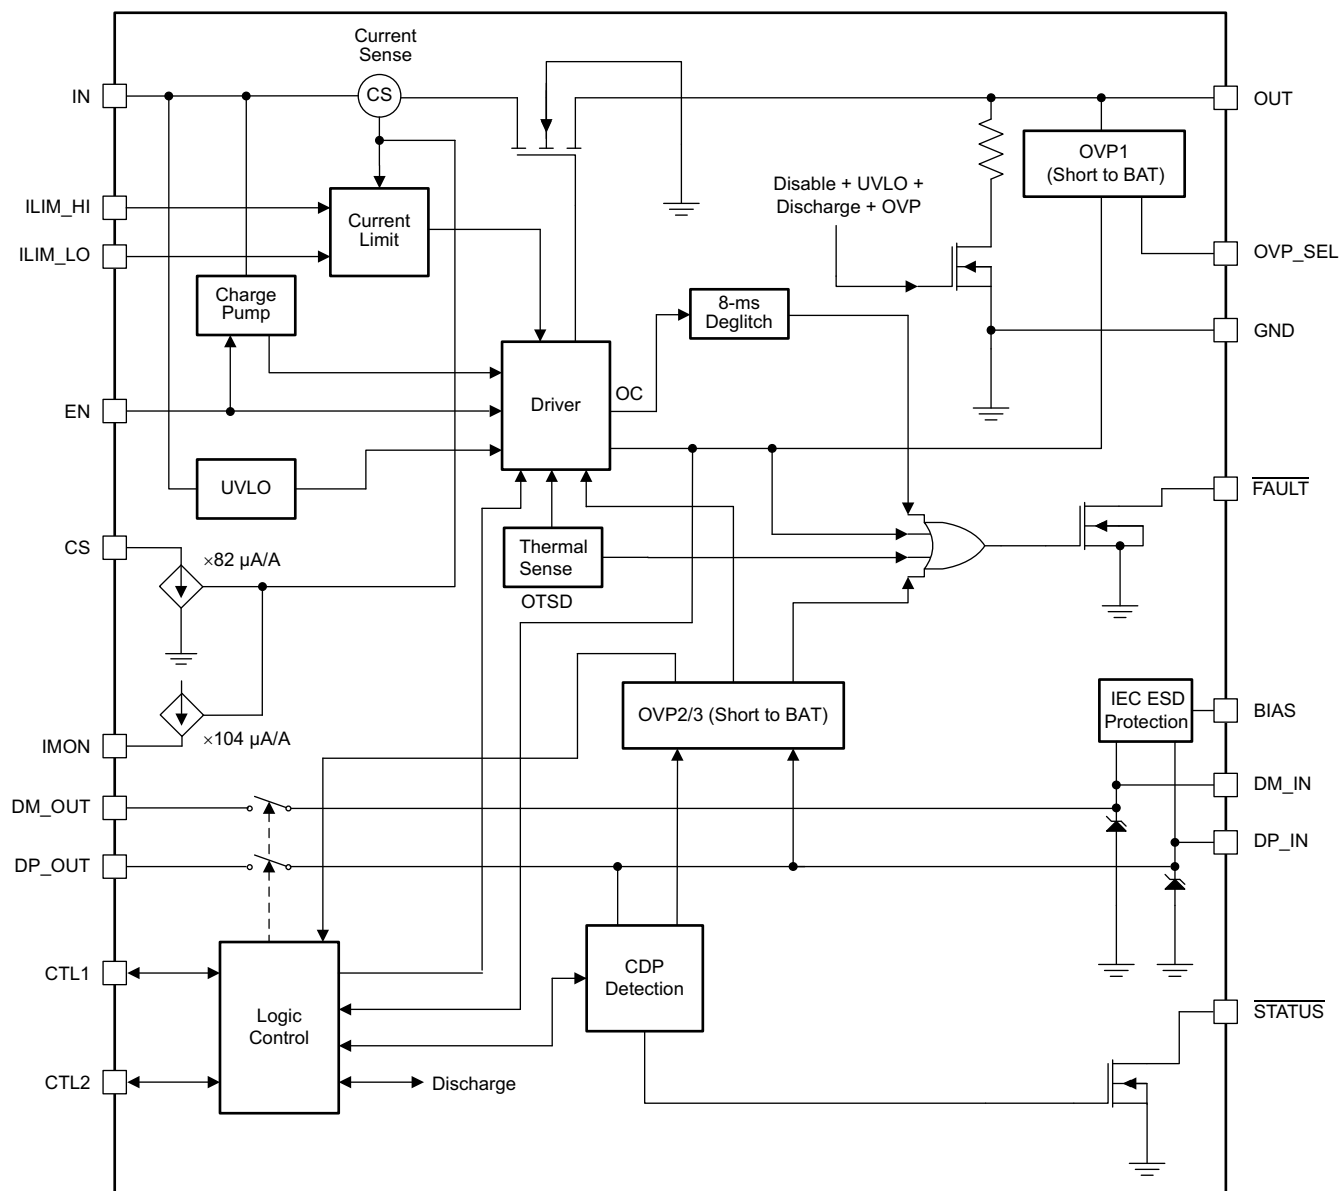 Current
Sense
IN
CS
OUT
OVP1
(Short to BAT)
Disable + UVLO +
Discharge + OVP
ILIM_HI
Current
Limit
ILIM_LO
OVP_SEL
Charge
Pump
8-ms
Deglitch
GND
EN
Driver
OC
UVLO
FAULT
CS
×82 µA/A
Thermal
Sense
OTSD
IEC ESD
Protection
BIAS
OVP2/3 (Short to BAT)
×104 µA/A
IMON
DM_OUT
DM_IN
DP_OUT
DP_IN
CTL1
CDP
Detection
Logic
Control
STATUS
CTL2
Discharge